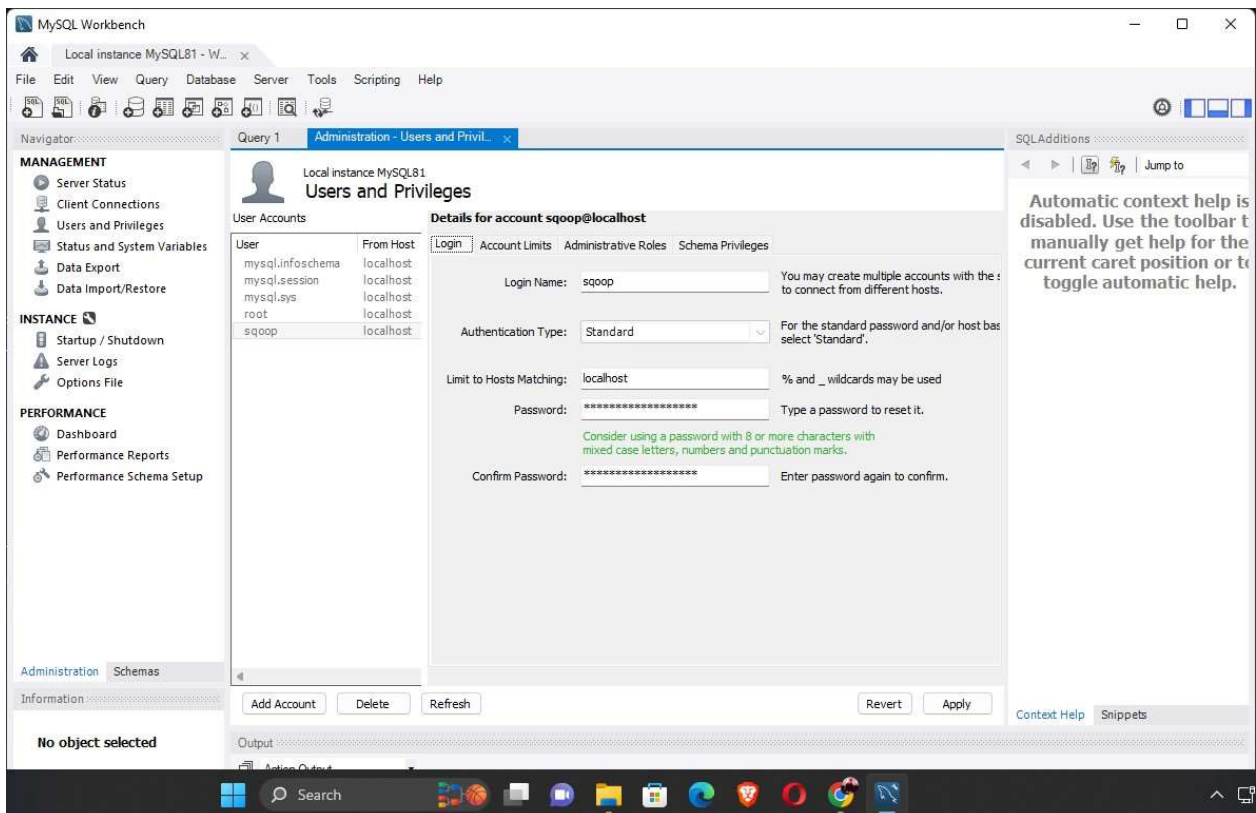 MySQL Workbench
Local instance MySQL81 - W...
File Edit View Query Database Server Tools Scripting Help
Navigator
MANAGEMENT
Server Status
Client Connections
Users and Privileges
Status and System Variables
Data Export
Data Import/Restore
INSTANCE
Startup / Shutdown
Server Logs
Options File
PERFORMANCE
Dashboard
Performance Reports
Performance Schema Setup
Administration Schemas
Information
No object selected
Query 1 Administration - Users and Privil...
Local instance MySQL81
Users and Privileges
User Accounts
User From Host
mysql.infoschema localhost
mysql.session localhost
mysql.sys localhost
root localhost
sqoop localhost
Details for account sqoop@localhost
Login Account Limits Administrative Roles Schema Privileges
Login Name: sqoop You may create multiple accounts with the s
to connect from different hosts.
Authentication Type: Standard For the standard password and/or host bas
select 'Standard'.
Limit to Hosts Matching: localhost % and _ wildcards may be used
Password: ****************** Type a password to reset it.
Consider using a password with 8 or more characters with
mixed case letters, numbers and punctuation marks.
Confirm Password: ****************** Enter password again to confirm.
Add Account Delete Refresh Revert Apply
Output
Action Output
SQLAdditions
Jump to
Automatic context help is
disabled. Use the toolbar t
manually get help for the
current caret position or to
toggle automatic help.
Context Help Snippets
Search